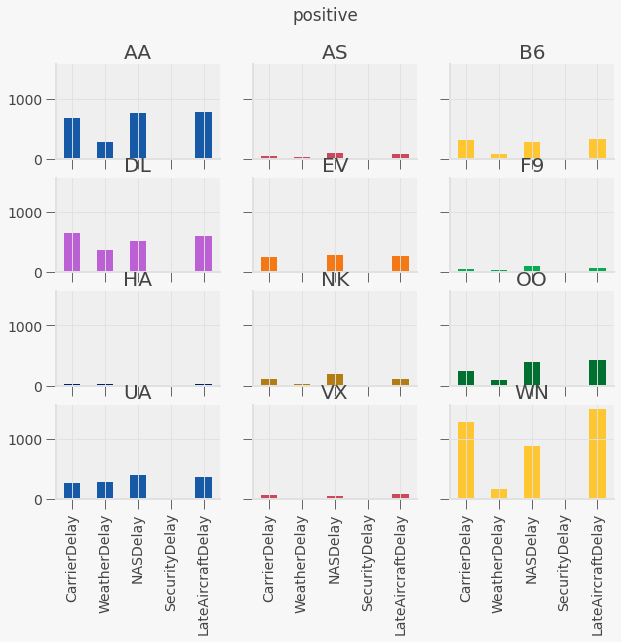 positive
AA AS B6
1000
0
DL EV F9
1000
0
HA NK OO
1000
0
UA VX WN
1000
0
CarrierDelay WeatherDelay NASDelay SecurityDelay LateAircraftDelay CarrierDelay WeatherDelay NASDelay SecurityDelay LateAircraftDelay CarrierDelay WeatherDelay NASDelay SecurityDelay LateAircraftDelay